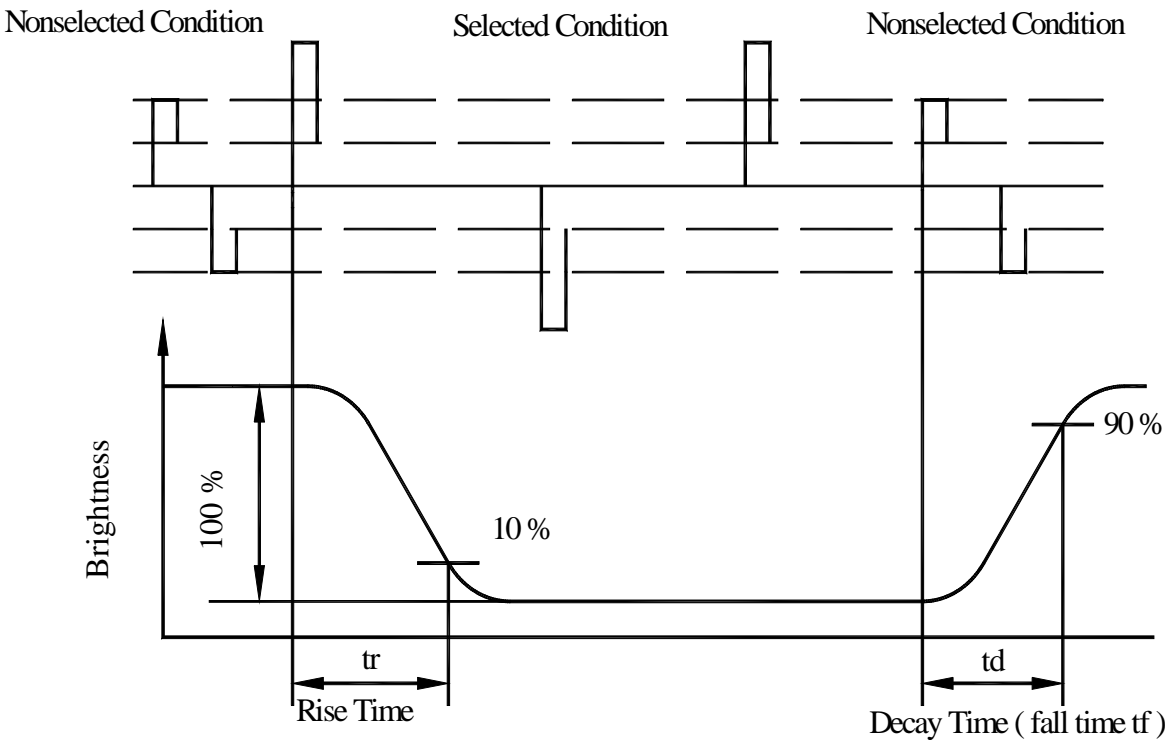 Nonselected Condition
Selected Condition
Nonselected Condition
Brightness
100 %
10 %
90 %
tr
Rise Time
td
Decay Time ( fall time tf )